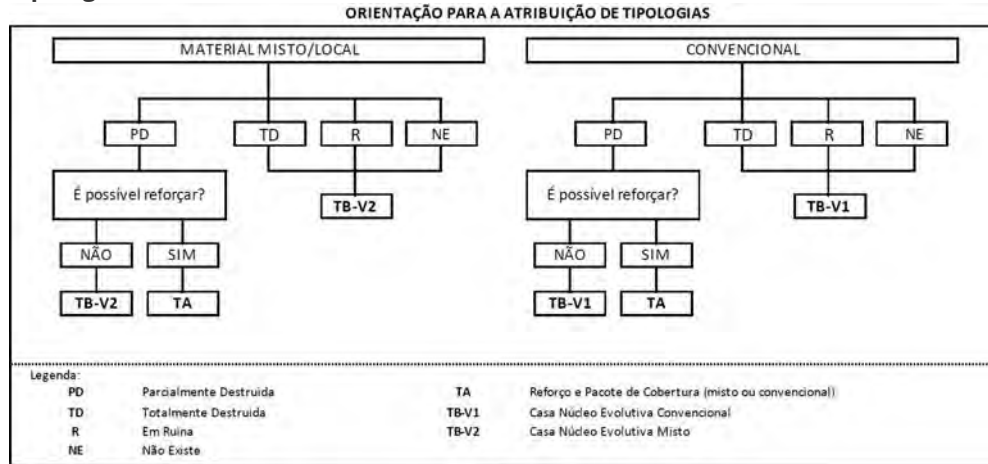 ORIENTAÇÃO PARA A ATRIBUIÇÃO DE TIPOLOGIAS
MATERIAL MISTO/LOCAL
CONVENCIONAL
PD TD R NE
PD TD R NE
É possível reforçar?
TB-V2
É possível reforçar?
TB-V1
NÃO SIM
NÃO SIM
TB-V2 TA
TB-V1 TA
Legenda:
PD Parcialmente Destruida TA Reforço e Pacote de Cobertura (misto ou convencional)
TD Totalmente Destruida TB-V1 Casa Núcleo Evolutiva Convencional
R Em Ruina TB-V2 Casa Núcleo Evolutiva Misto
NE Não Existe